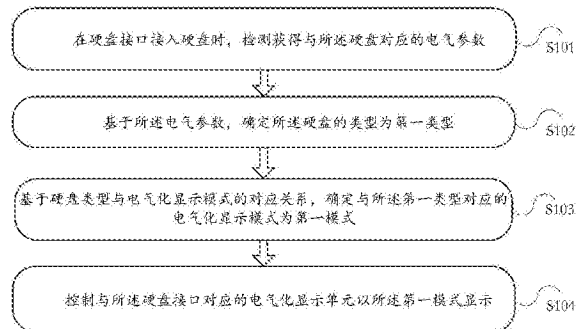 在硬盘接口接入硬盘时，检测获得与所述硬盘对应的电气参数
S101
基于所述电气参数，确定所述硬盘的类型为第一类型
S102
基于硬盘类型与电气化显示模式的对应关系，确定与所述第一类型对应的
电气化显示模式为第一模式
S103
控制与所述硬盘接口对应的电气化显示单元以所述第一模式显示
S104